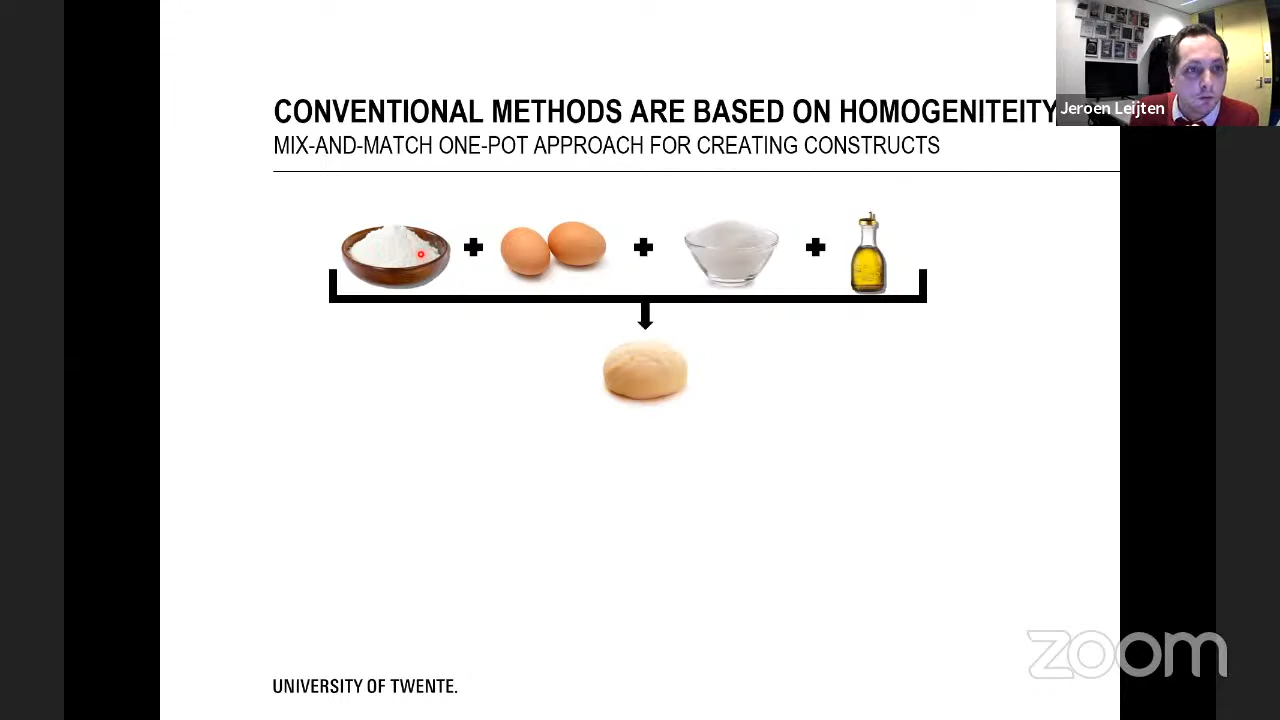 CONVENTIONAL METHODS ARE BASED ON HOMOGENITEITY
MIX-AND-MATCH ONE-POT APPROACH FOR CREATING CONSTRUCTS
Jeroen Leijten
zoom
UNIVERSITY OF TWENTE.